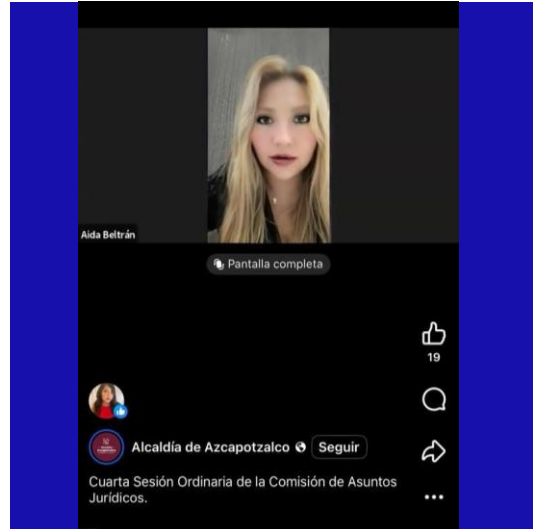 Aida Beltrán
Pantalla completa
19
Alcaldía de Azcapotzalco
Seguir
Cuarta Sesión Ordinaria de la Comisión de Asuntos
Jurídicos.